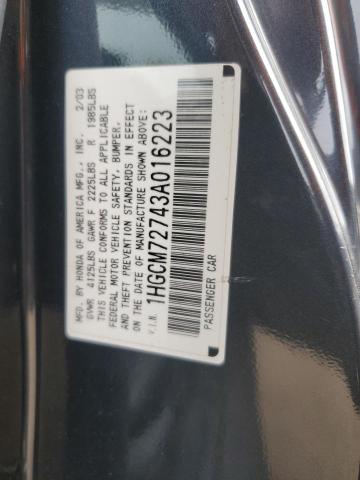 MFD. BY HONDA OF AMERICA MFG., INC. 2/03
GVWR 4125LBS GAWR F 2225LBS R 1985LBS
THIS VEHICLE CONFORMS TO ALL APPLICABLE
FEDERAL MOTOR VEHICLE SAFETY, BUMPER,
AND THEFT PREVENTION STANDARDS IN EFFECT
ON THE DATE OF MANUFACTURE SHOWN ABOVE:
V.I.N. 1HGCM72743A016223
PASSENGER CAR